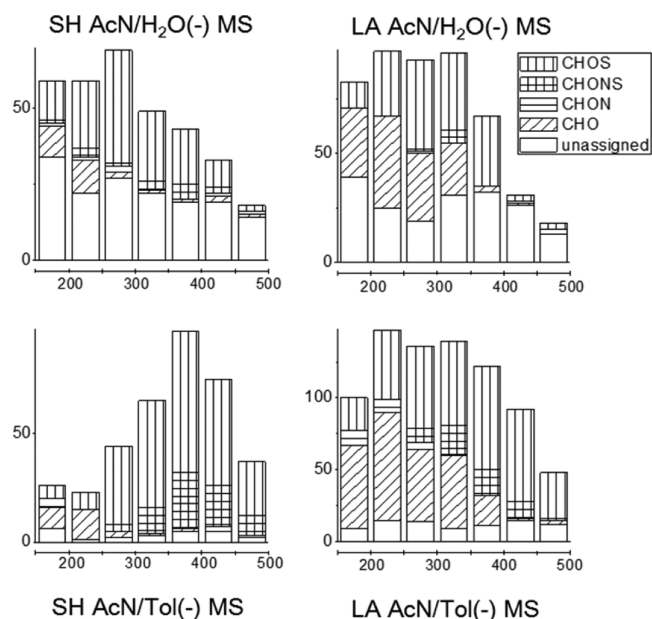 SH AcN/H₂O(-) MS
LA AcN/H₂O(-) MS
CHOS
CHONS
CHON
CHO
unassigned
50
0
200 300 400 500
50
0
200 300 400 500
50
0
200 300 400 500
100
50
0
200 300 400 500
SH AcN/Tol(-) MS
LA AcN/Tol(-) MS